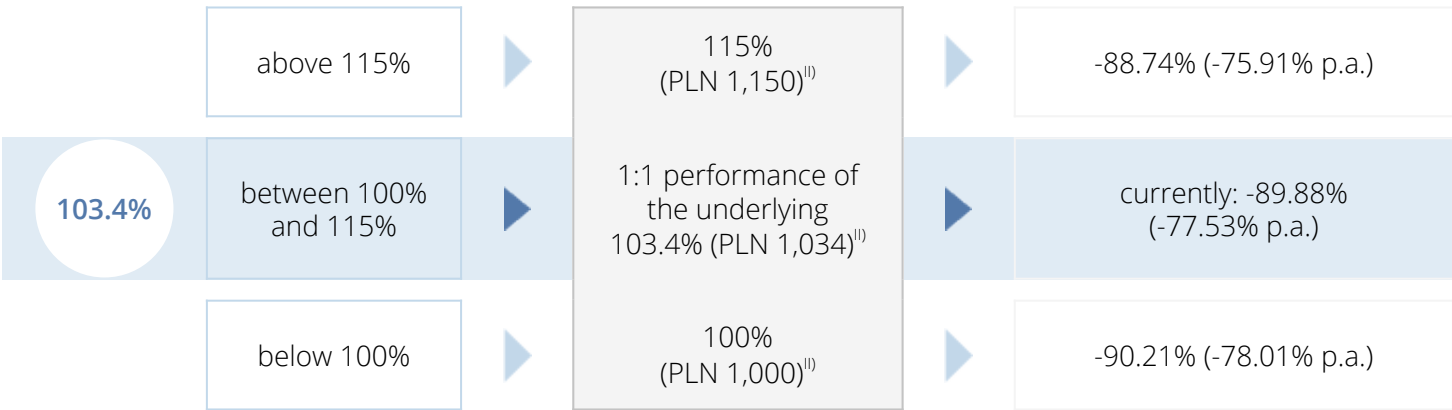 above 115%
115%
(PLN 1,150)II)
-88.74% (-75.91% p.a.)
103.4%
between 100%
and 115%
1:1 performance of
the underlying
103.4% (PLN 1,034)II)
currently: -89.88%
(-77.53% p.a.)
below 100%
100%
(PLN 1,000)II)
-90.21% (-78.01% p.a.)